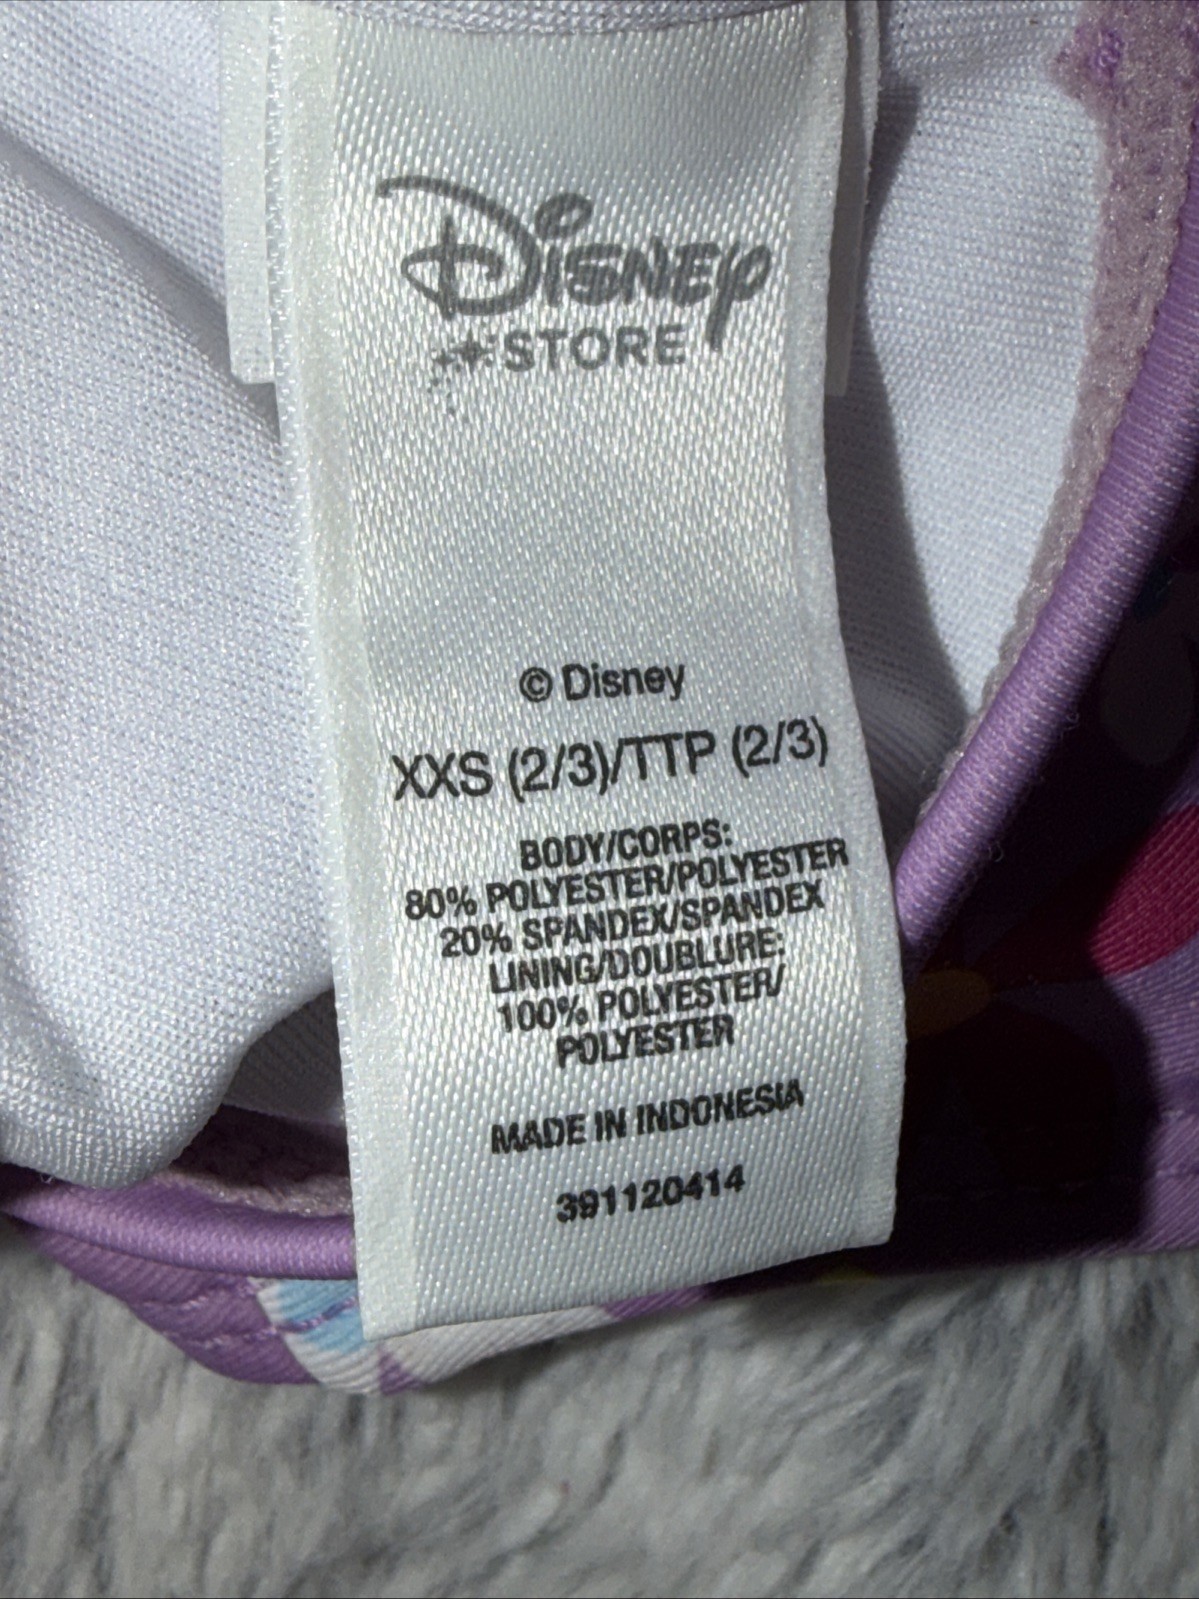 Disney
STORE
© Disney
XXS (2/3)/TTP (2/3)
BODY/CORPS:
80% POLYESTER/POLYESTER
20% SPANDEX/SPANDEX
LINING/DOUBLURE:
100% POLYESTER/
POLYESTER
MADE IN INDONESIA
391120414